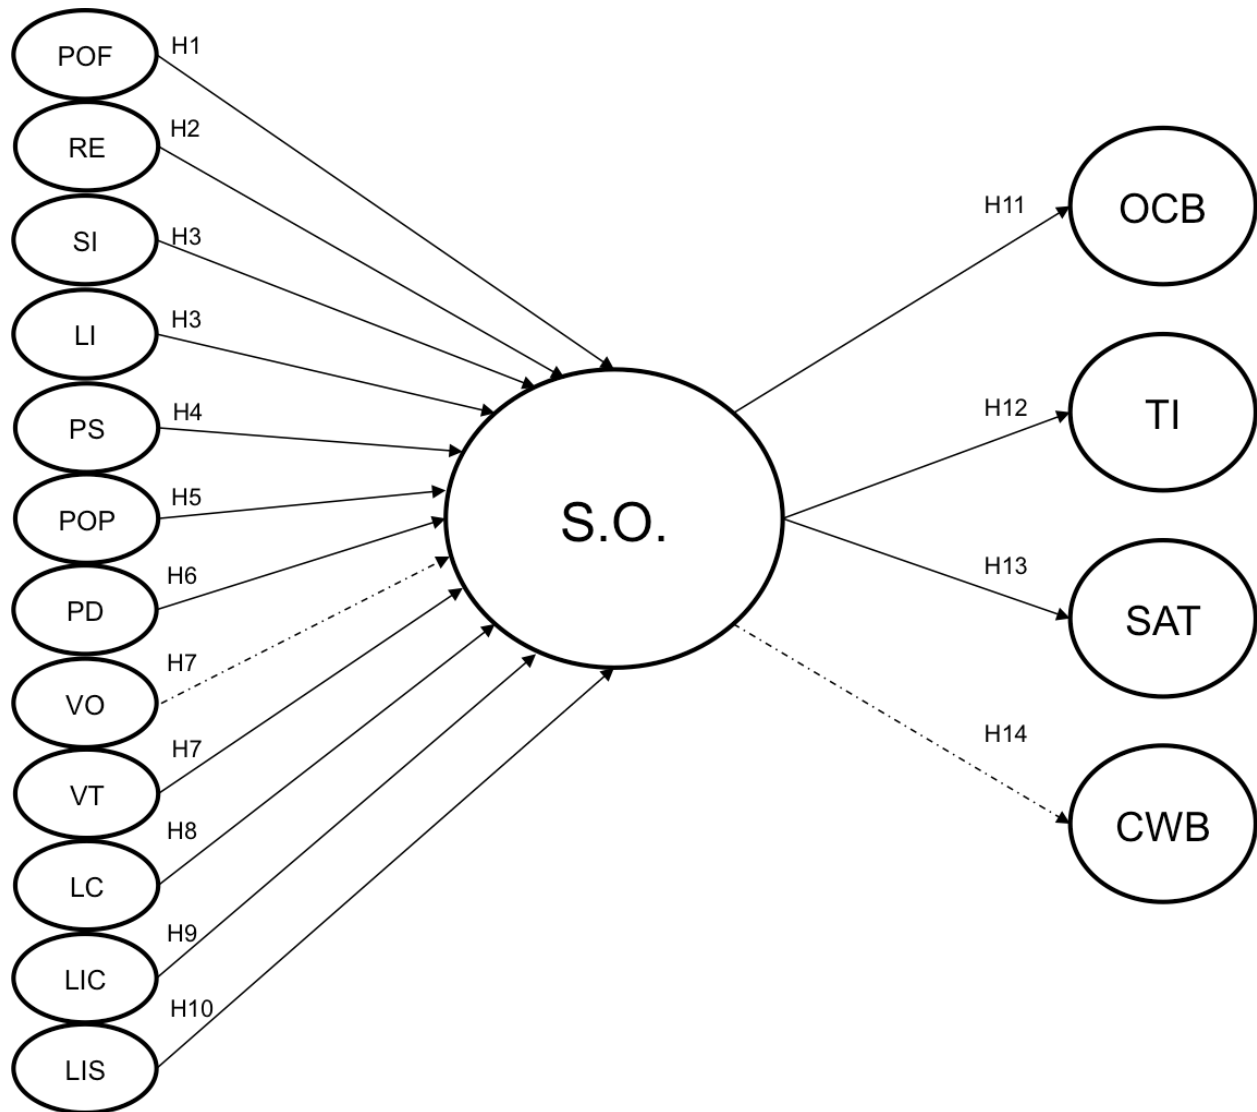 POF
H1
RE
H2
SI
H3
LI
H3
PS
H4
POP
H5
PD
H6
VO
H7
VT
H7
LC
H8
LIC
H9
LIS
H10
S.O.
H11
OCB
H12
TI
H13
SAT
H14
CWB